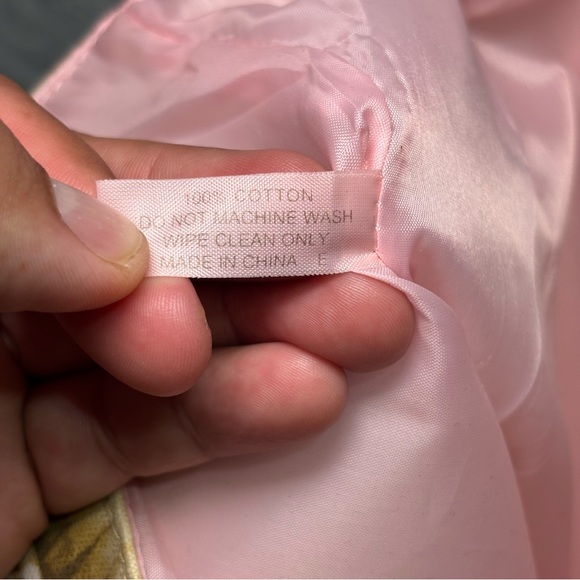 100% COTTON
DO NOT MACHINE WASH
WIPE CLEAN ONLY
MADE IN CHINA E